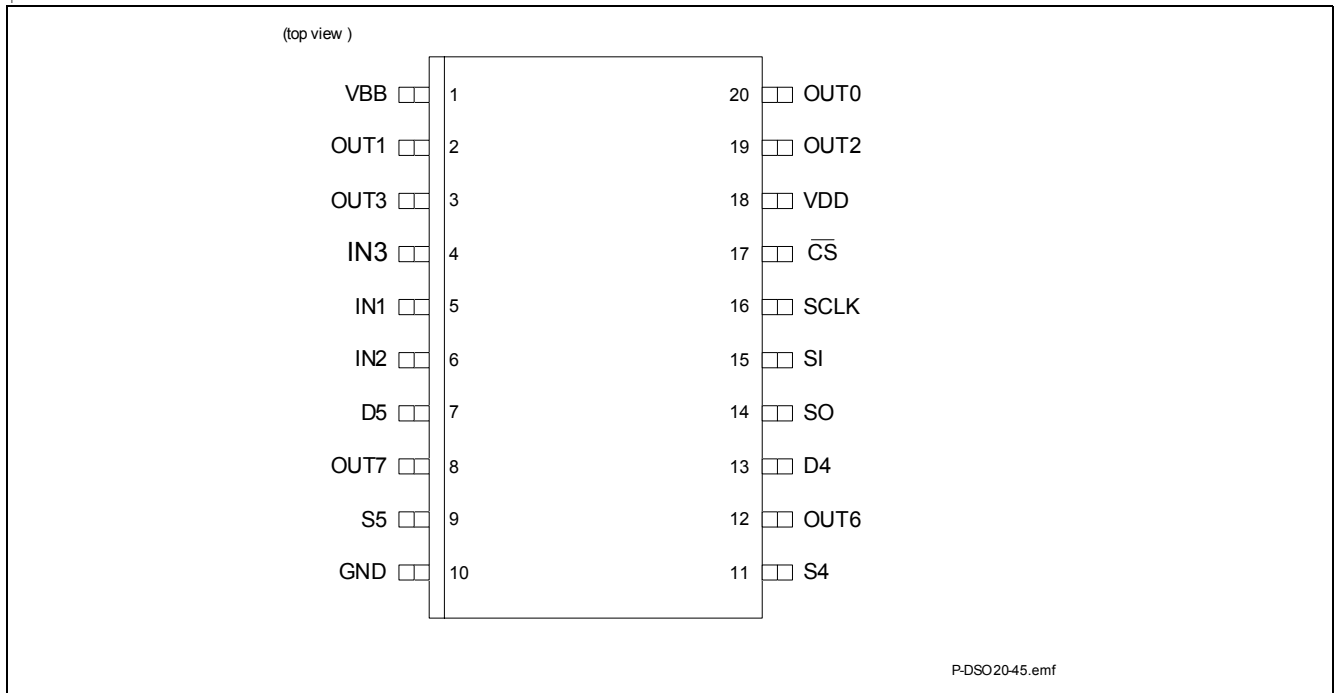 (top view )
VBB 1 20 OUT0
OUT1 2 19 OUT2
OUT3 3 18 VDD
IN3 4 17 C̅S̅
IN1 5 16 SCLK
IN2 6 15 SI
D5 7 14 SO
OUT7 8 13 D4
S5 9 12 OUT6
GND 10 11 S4
P-DSO20-45.emf